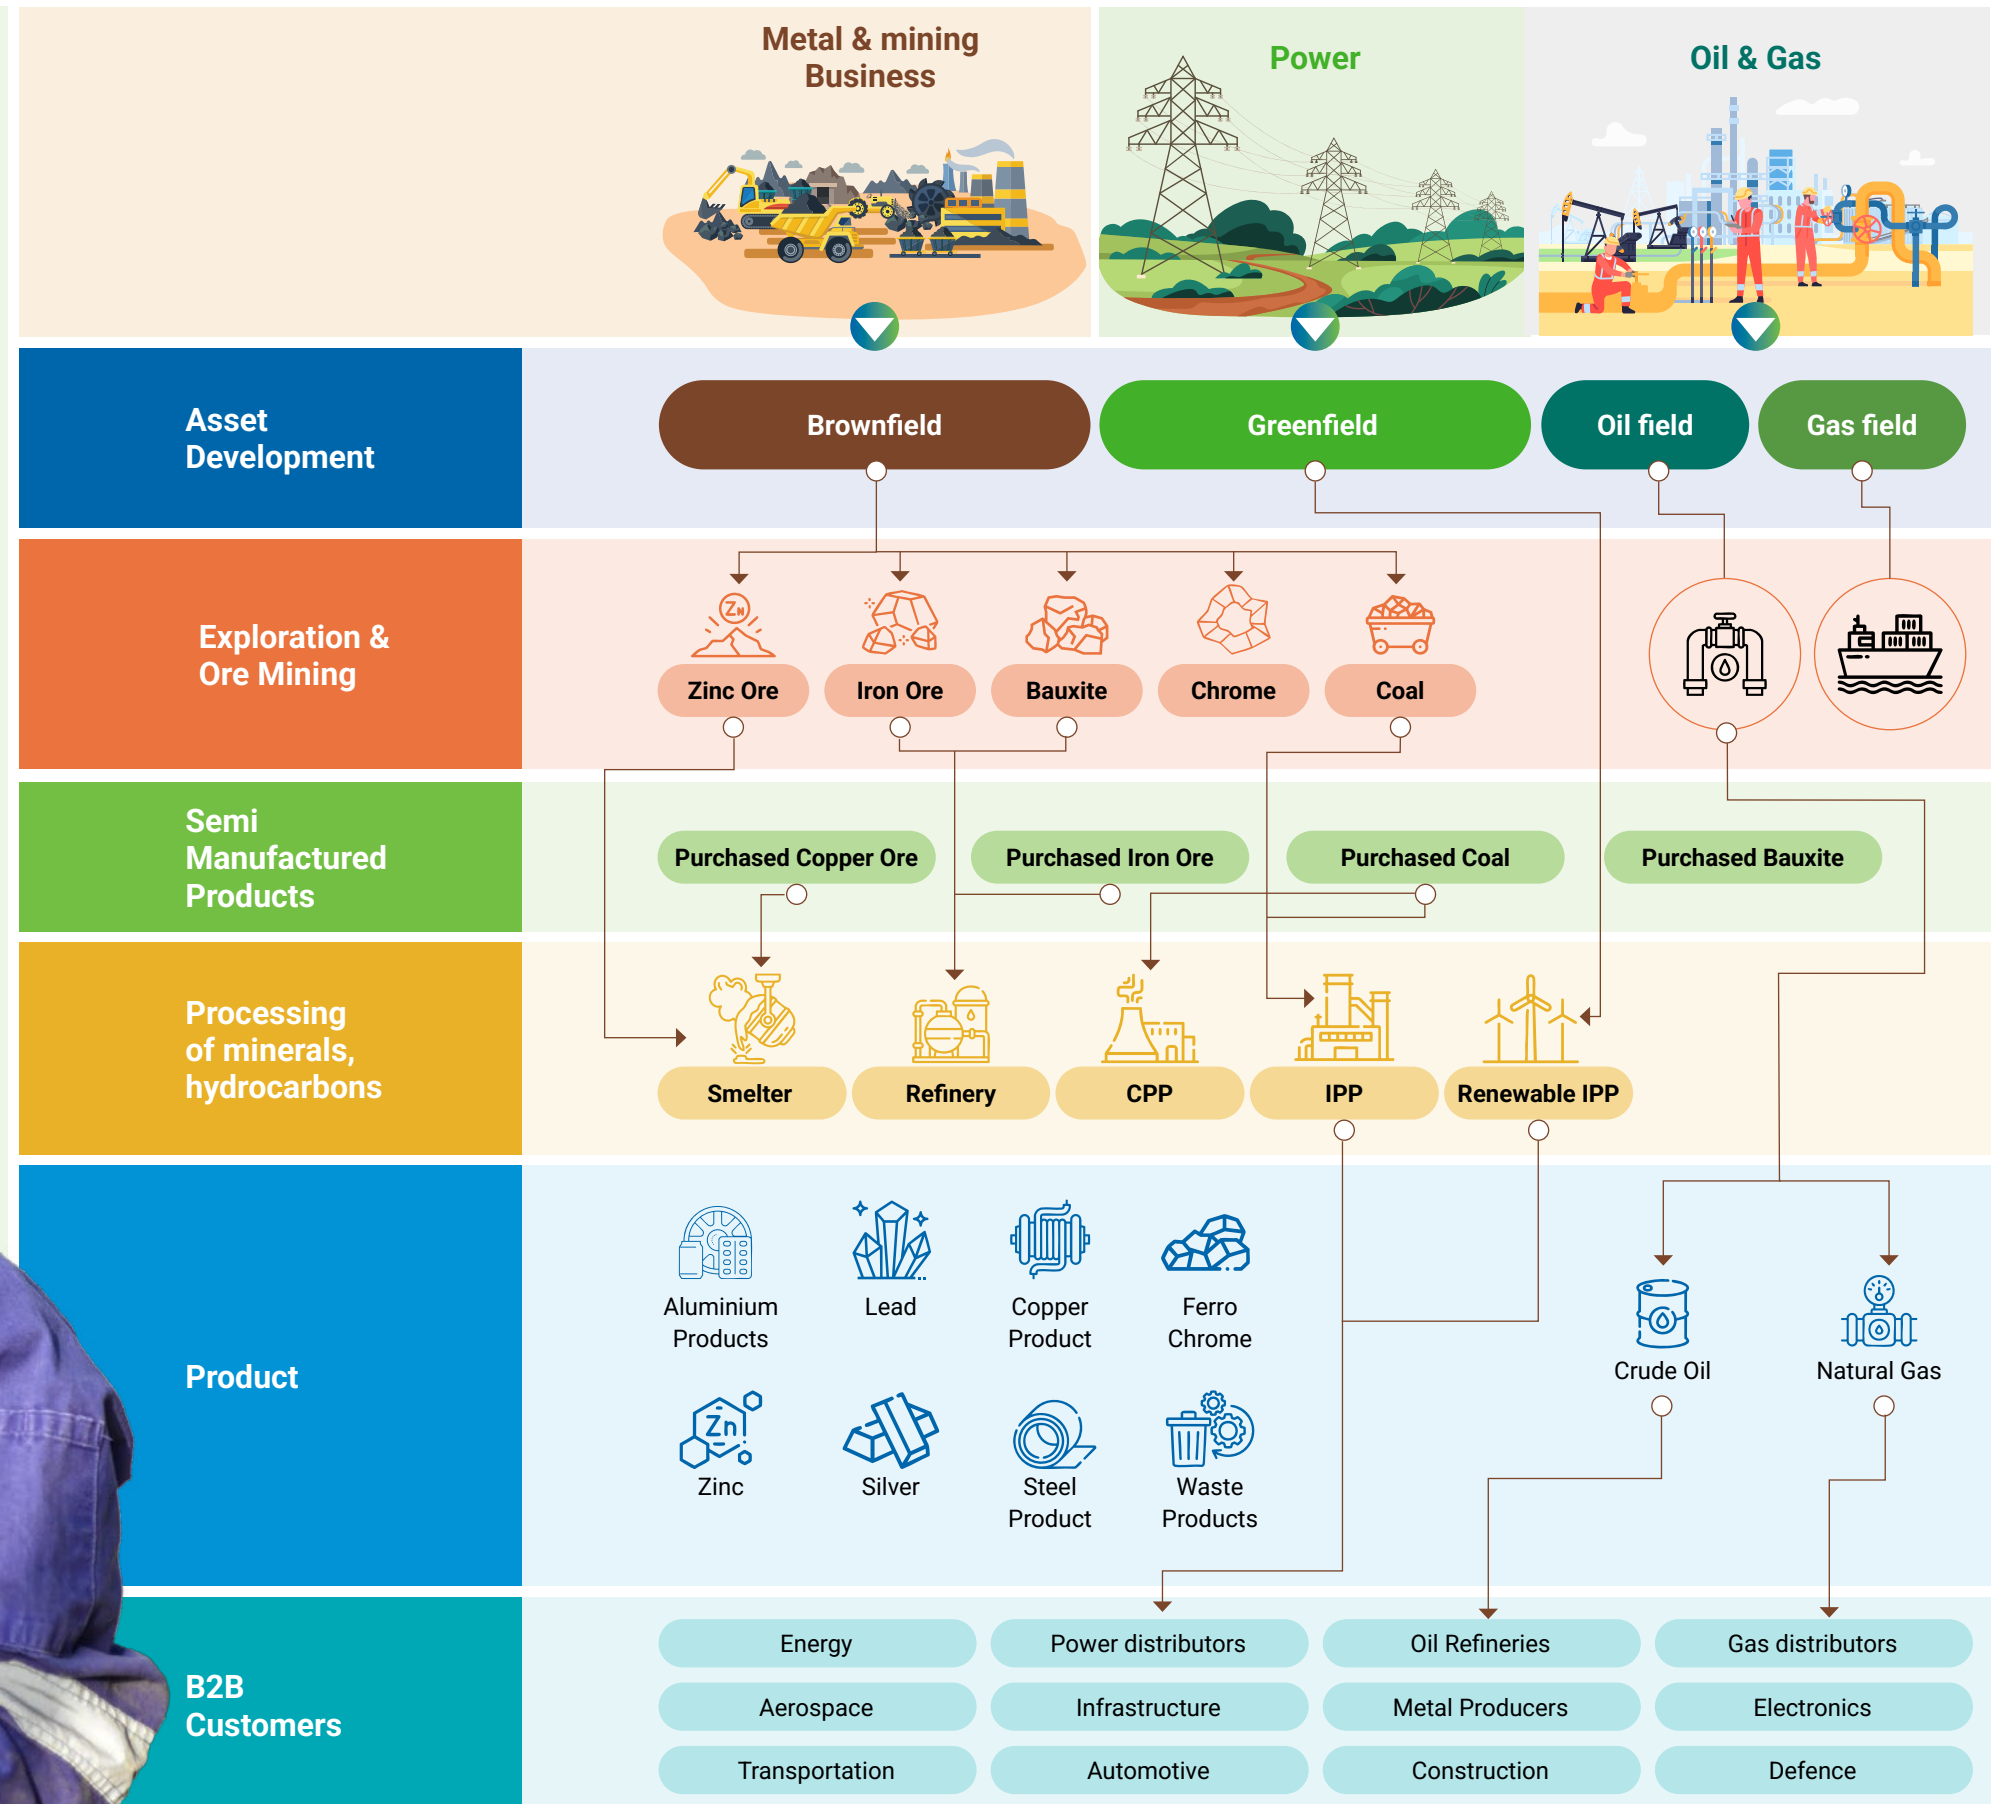 Metal & mining
Business
Power
Oil & Gas
Asset
Development
Brownfield
Greenfield
Oil field
Gas field
Exploration &
Ore Mining
Zn
Zinc Ore
Iron Ore
Bauxite
Chrome
Coal
Semi
Manufactured
Products
Purchased Copper Ore
Purchased Iron Ore
Purchased Coal
Purchased Bauxite
Processing
of minerals,
hydrocarbons
Smelter
Refinery
CPP
IPP
Renewable IPP
Product
Aluminium
Products
Lead
Copper
Product
Ferro
Chrome
Crude Oil
Natural Gas
Zn
Zinc
Silver
Steel
Product
Waste
Products
B2B
Customers
Energy
Power distributors
Oil Refineries
Gas distributors
Aerospace
Infrastructure
Metal Producers
Electronics
Transportation
Automotive
Construction
Defence